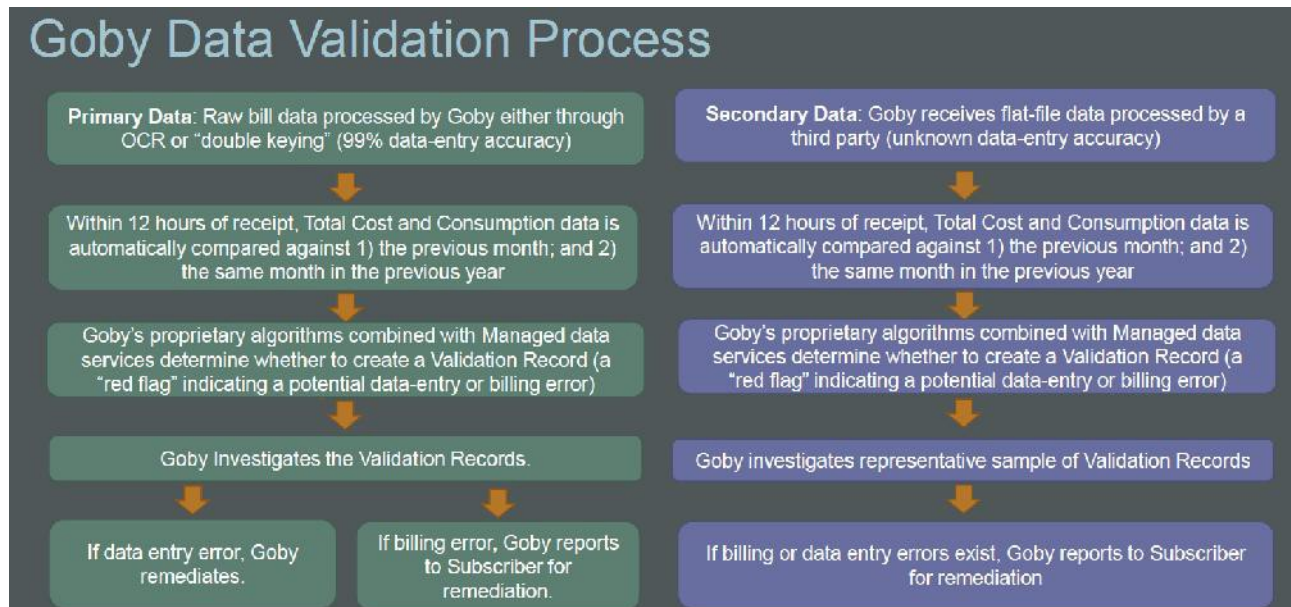 Goby Data Validation Process
Primary Data: Raw bill data processed by Goby either through
OCR or “double keying” (99% data-entry accuracy)
Within 12 hours of receipt, Total Cost and Consumption data is
automatically compared against 1) the previous month; and 2)
the same month in the previous year
Goby’s proprietary algorithms combined with Managed data
services determine whether to create a Validation Record (a
“red flag” indicating a potential data-entry or billing error)
Goby Investigates the Validation Records.
If data entry error, Goby
remediates.
If billing error, Goby reports
to Subscriber for
remediation.
Secondary Data: Goby receives flat-file data processed by a
third party (unknown data-entry accuracy)
Within 12 hours of receipt, Total Cost and Consumption data is
automatically compared against 1) the previous month; and 2)
the same month in the previous year
Goby’s proprietary algorithms combined with Managed data
services determine whether to create a Validation Record (a
“red flag” indicating a potential data-entry or billing error)
Goby investigates representative sample of Validation Records
If billing or data entry errors exist, Goby reports to Subscriber
for remediation